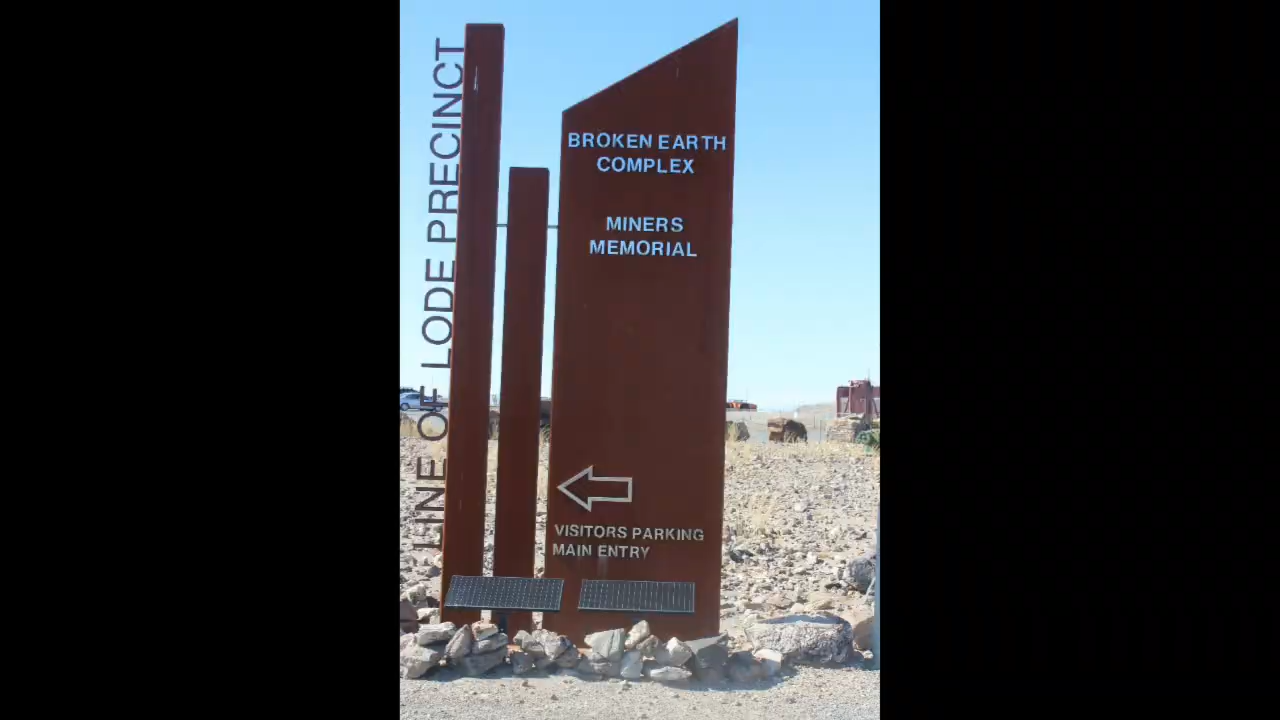 LINE OF LODE PRECINCT
BROKEN EARTH
COMPLEX
MINERS
MEMORIAL
VISITORS PARKING
MAIN ENTRY